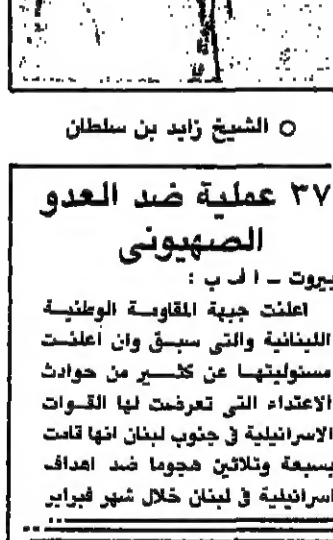 ○ الشيخ زايد بن سلطان
٣٧ عملية ضد العدو
الصهيونى
بيروت ـ ا ف ب :
اعلنت جبهة المقاومة الوطنية
اللبنانية والتى سبق وان اعلنت
مسئوليتها عن كثير من حوادث
الاعتداء التى تعرضت لها القوات
الاسرائيلية فى جنوب لبنان انها قامت
بسبعة وثلاثين هجوما ضد اهداف
اسرائيلية فى لبنان خلال شهر فبراير